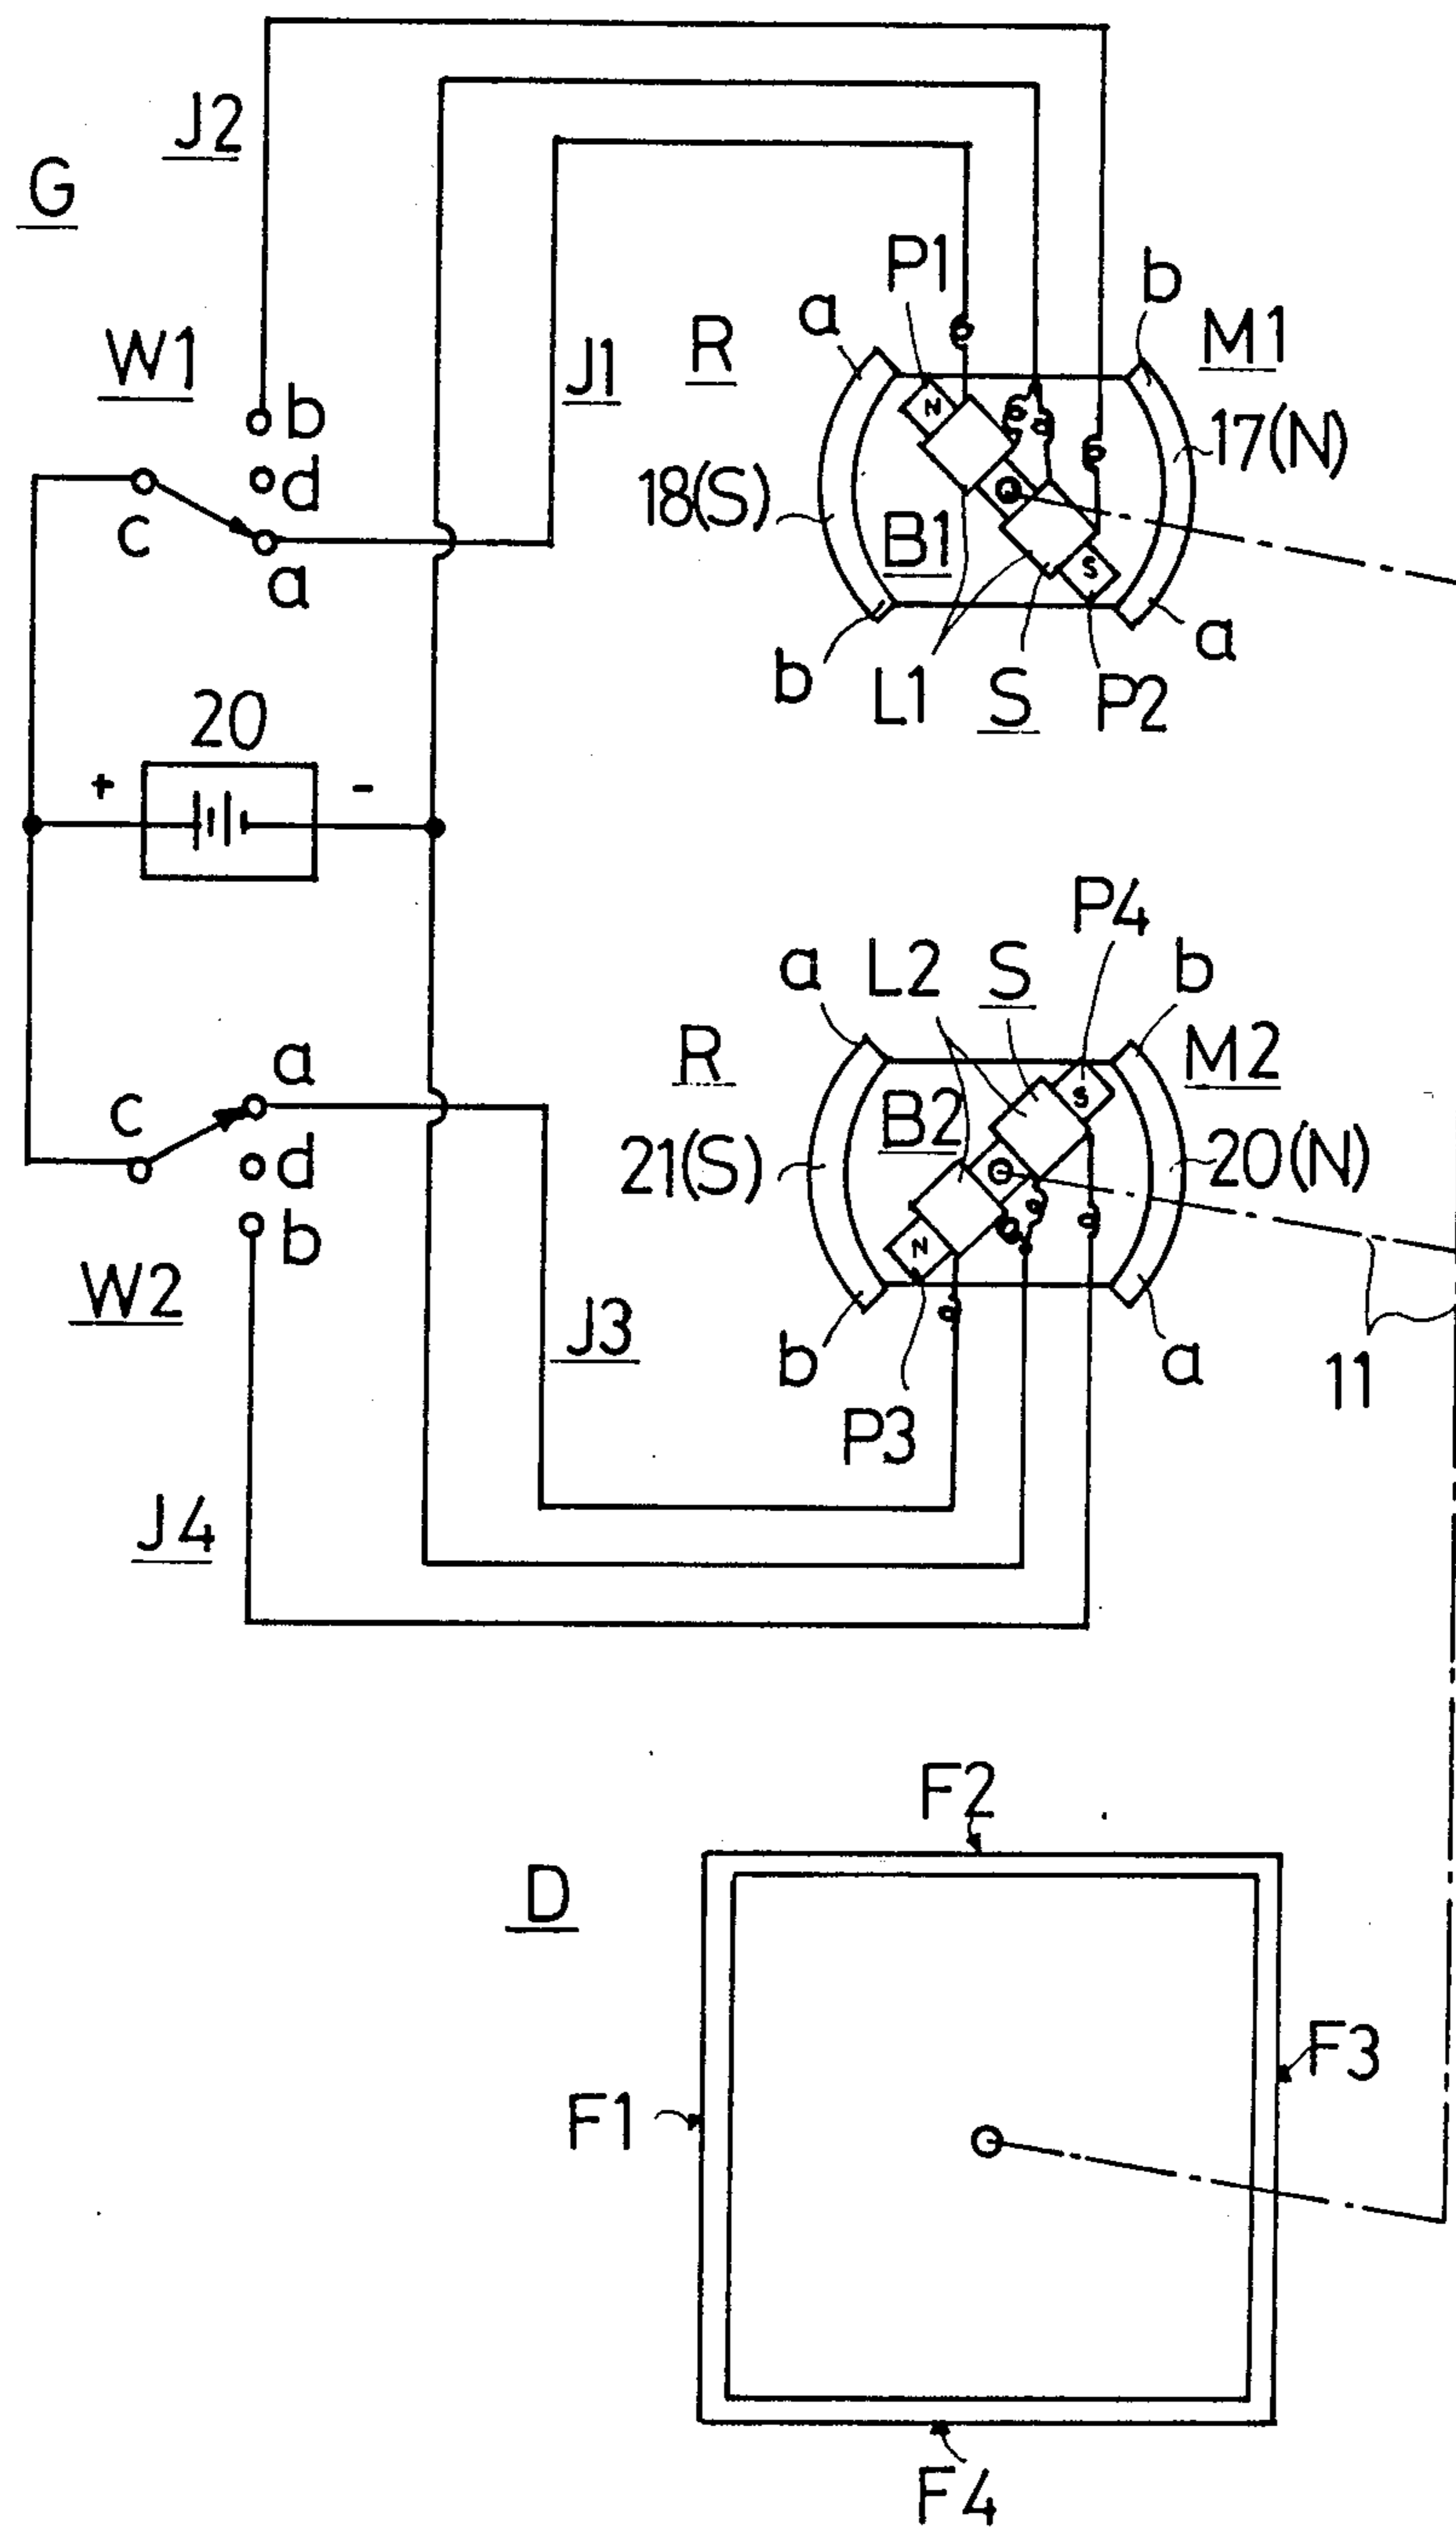 J2
G
P1
b
a
W1
R
M1
J1
b
17(N)
d
N
18(S)
c
B1
a
S
a
b
L1
S
P2
20
+
-
P4
a
L2
S
b
R
M2
a
S
c
B2
d
21(S)
20(N)
b
N
W2
J3
b
a
11
P3
J4
F2
D
F3
F1
F4